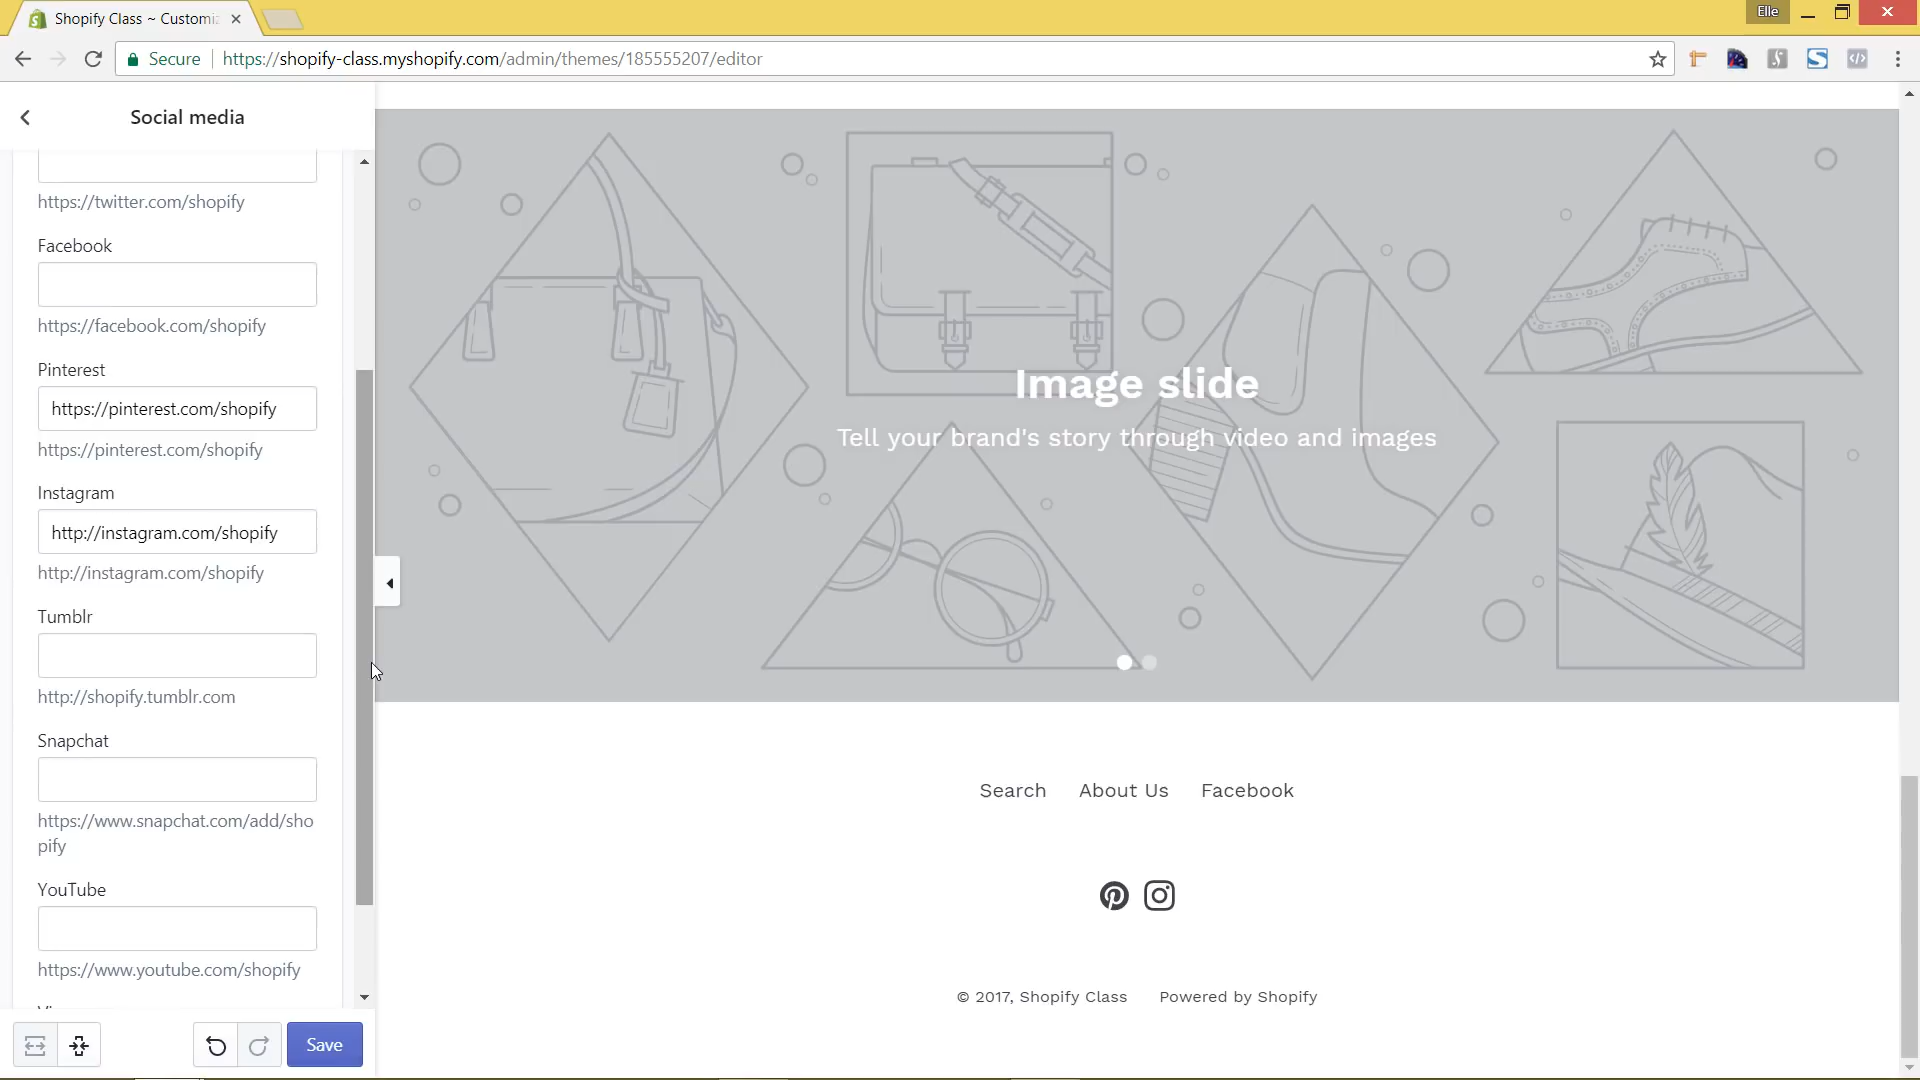 Shopify Class ~ Customiz
Elle
Secure
https://shopify-class.myshopify.com/admin/themes/185555207/editor
Social media
https://twitter.com/shopify
Facebook
https://facebook.com/shopify
Pinterest
https://pinterest.com/shopify
https://pinterest.com/shopify
Instagram
http://instagram.com/shopify
http://instagram.com/shopify
Tumblr
http://shopify.tumblr.com
Snapchat
https://www.snapchat.com/add/sho
pify
YouTube
https://www.youtube.com/shopify
Save
Image slide
Tell your brand's story through video and images
Search About Us Facebook
© 2017, Shopify Class Powered by Shopify